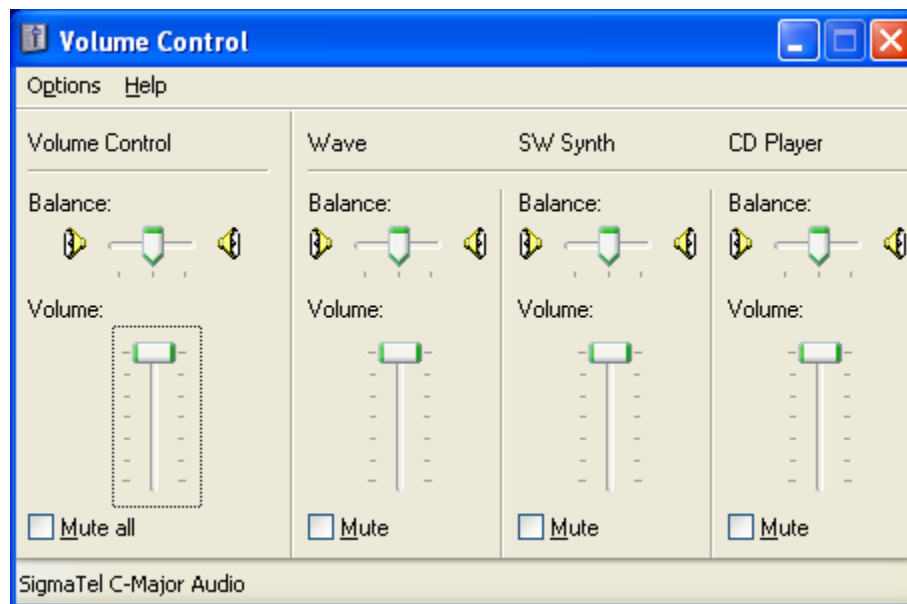 Volume Control
Options Help
Volume Control Wave SW Synth CD Player
Balance: Balance: Balance: Balance:
Volume: Volume: Volume: Volume:
Mute all Mute Mute Mute
SigmaTel C-Major Audio